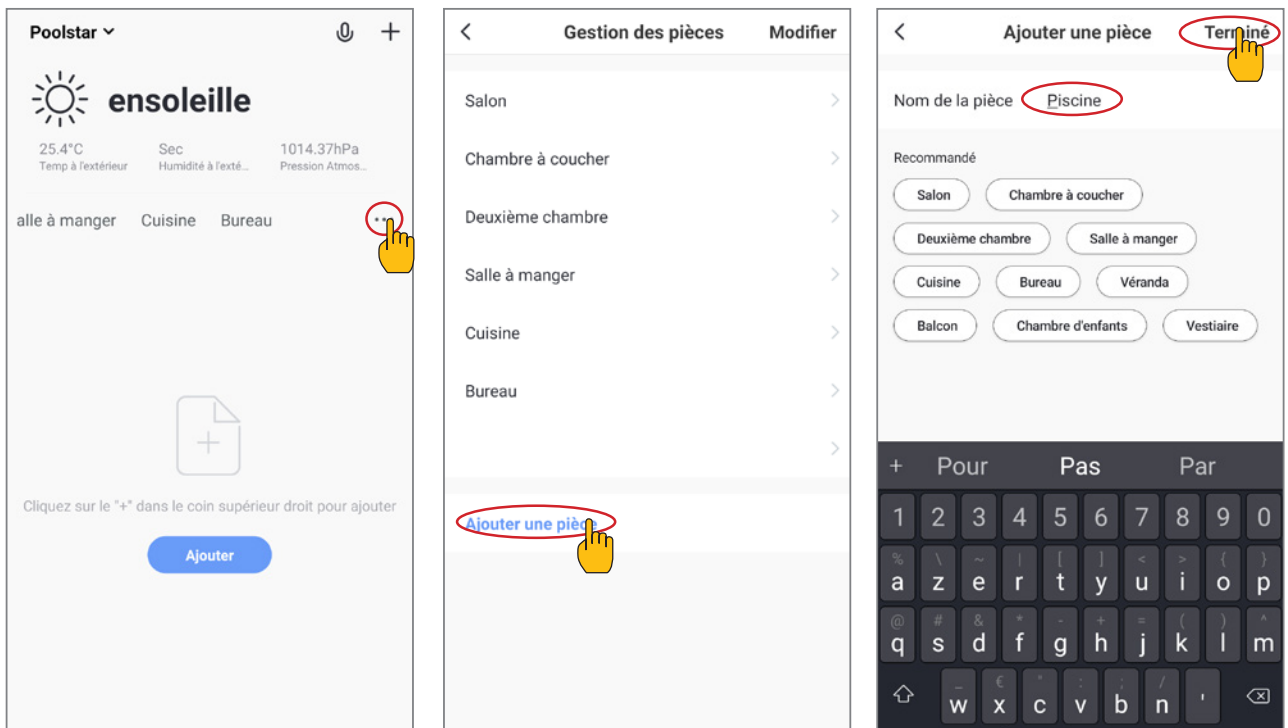 Poolstar
ensoleille
25.4°C Sec 1014.37hPa
Temp à l'extérieur Humidité à l'exté... Pression Atmos...
alle à manger Cuisine Bureau ...
Cliquez sur le "+" dans le coin supérieur droit pour ajouter
Ajouter
Gestion des pièces Modifier
Salon
Chambre à coucher
Deuxième chambre
Salle à manger
Cuisine
Bureau
Ajouter une pièce
Ajouter une pièce Terminé
Nom de la pièce Piscine
Recommandé
Salon Chambre à coucher
Deuxième chambre Salle à manger
Cuisine Bureau Véranda
Balcon Chambre d'enfants Vestiaire
+ Pour Pas Par
1 2 3 4 5 6 7 8 9 0
% \ ~ | [ ] < > { }
a z e r t y u i o p
@ # & * - + = ( ) ^
q s d f g h j k l m
_ € " : ; /
w x c v b n '